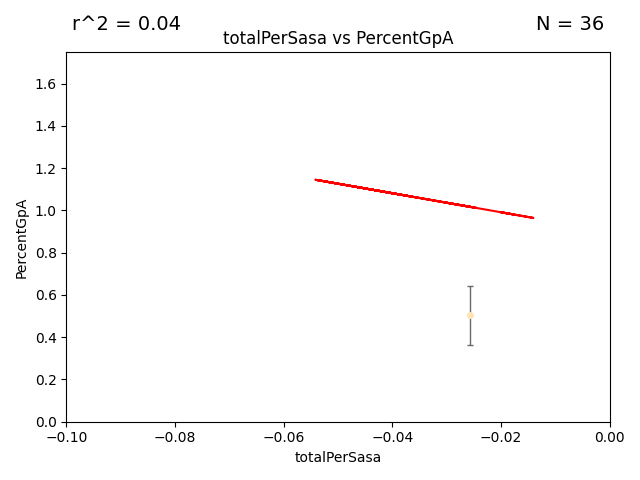 r^2 = 0.04
N = 36
totalPerSasa vs PercentGpA
1.6
1.4
1.2
1.0
0.8
0.6
0.4
0.2
0.0
PercentGpA
−0.10 −0.08 −0.06 −0.04 −0.02 0.00
totalPerSasa